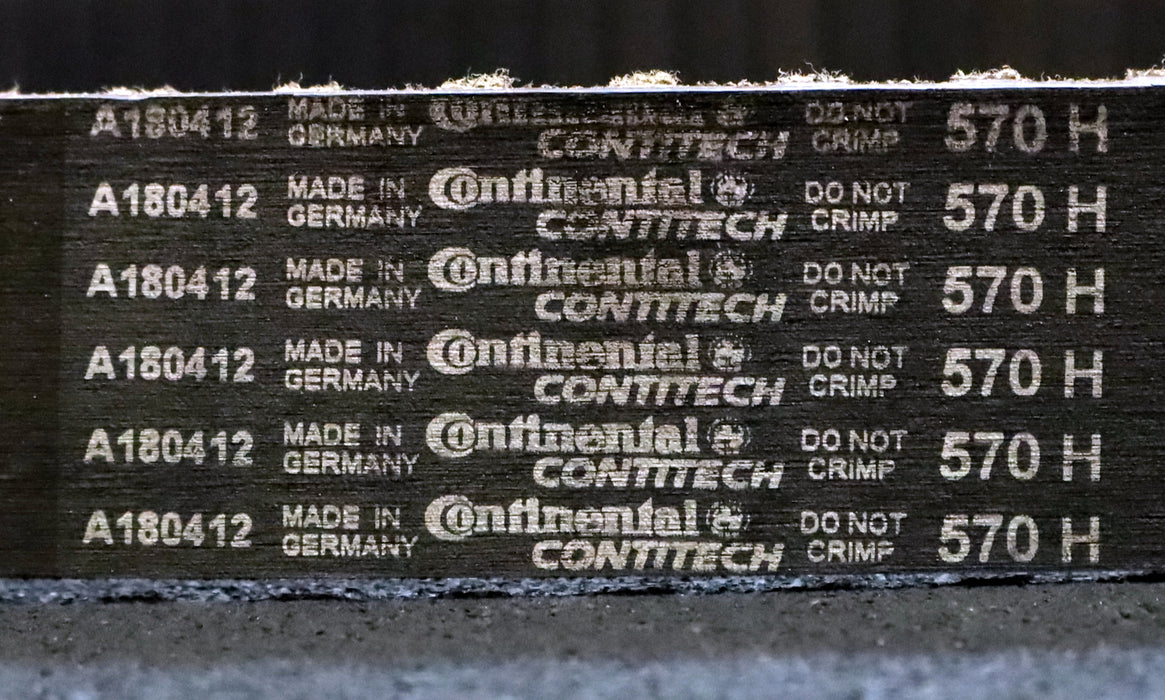 A180412 MADE IN CONTITECH DO NOT 570 H
GERMANY CRIMP
A180412 MADE IN Continental DO NOT 570 H
GERMANY CONTITECH CRIMP
A180412 MADE IN Continental DO NOT 570 H
GERMANY CONTITECH CRIMP
A180412 MADE IN Continental DO NOT 570 H
GERMANY CONTITECH CRIMP
A180412 MADE IN Continental DO NOT 570 H
GERMANY CONTITECH CRIMP
A180412 MADE IN Continental DO NOT 570 H
GERMANY CONTITECH CRIMP